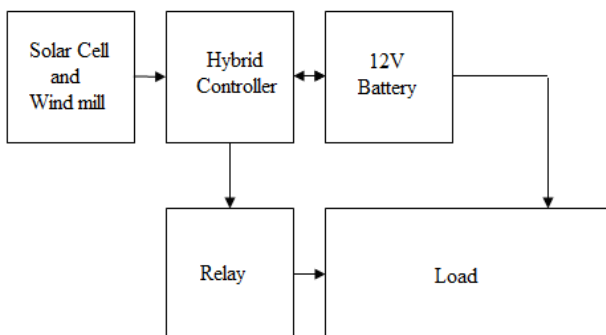 Solar Cell
and
Wind mill
Hybrid
Controller
12V
Battery
Relay
Load